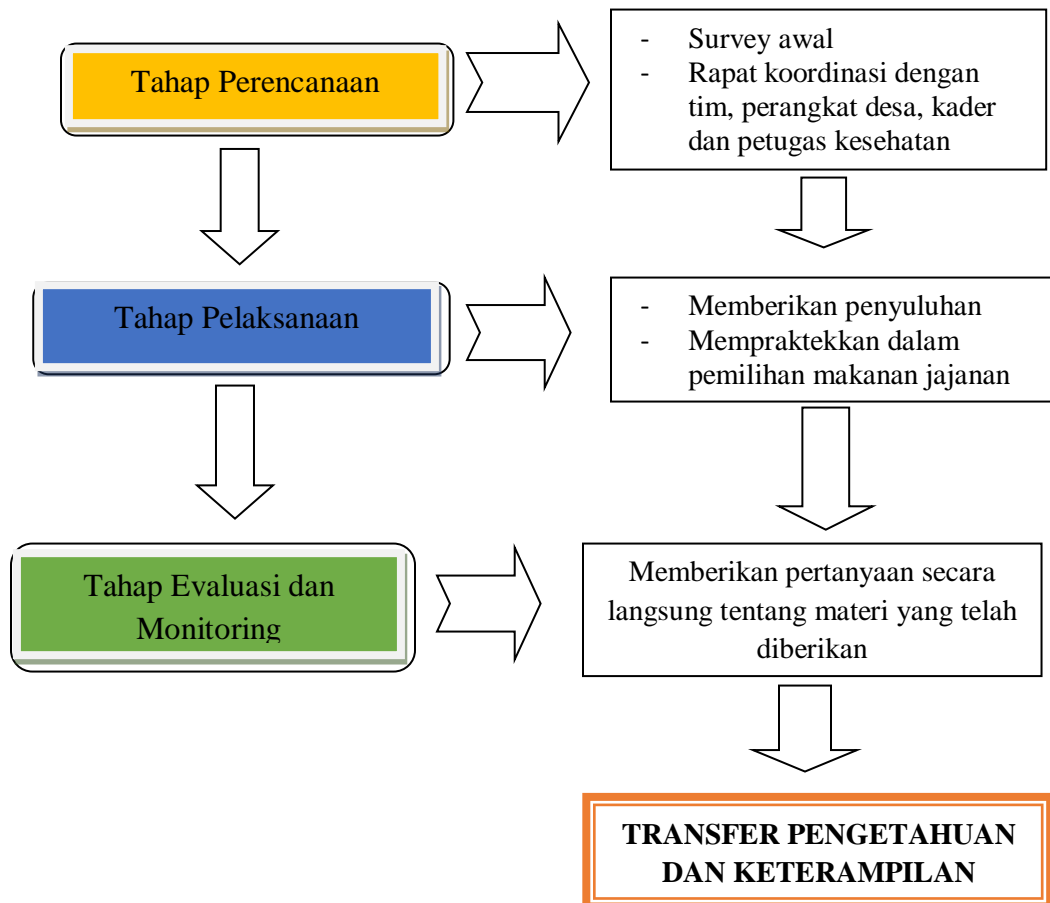 Tahap Perencanaan
- Survey awal
- Rapat koordinasi dengan
tim, perangkat desa, kader
dan petugas kesehatan
Tahap Pelaksanaan
- Memberikan penyuluhan
- Mempraktekkan dalam
pemilihan makanan jajanan
Tahap Evaluasi dan
Monitoring
Memberikan pertanyaan secara
langsung tentang materi yang telah
diberikan
TRANSFER PENGETAHUAN
DAN KETERAMPILAN